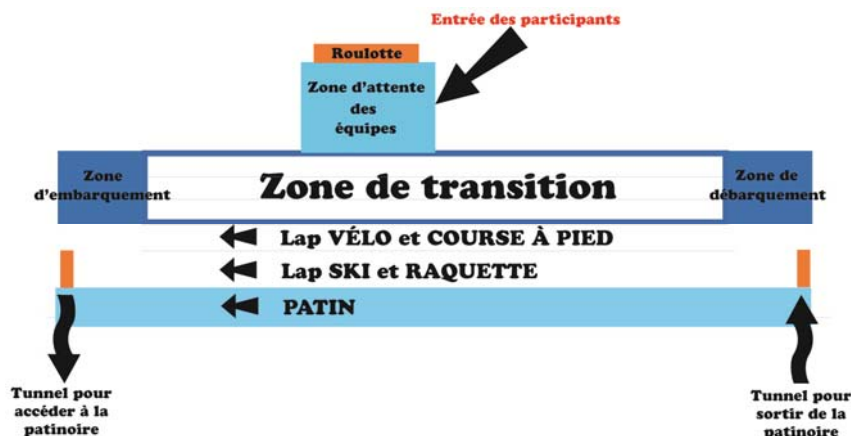 Entrée des participants
Roulotte
Zone d'attente
des
équipes
Zone
d'embarquement
Zone de transition
Zone de
débarquement
Lap VÉLO et COURSE À PIED
Lap SKI et RAQUETTE
PATIN
Tunnel pour
accéder à la
patinoire
Tunnel pour
sortir de la
patinoire